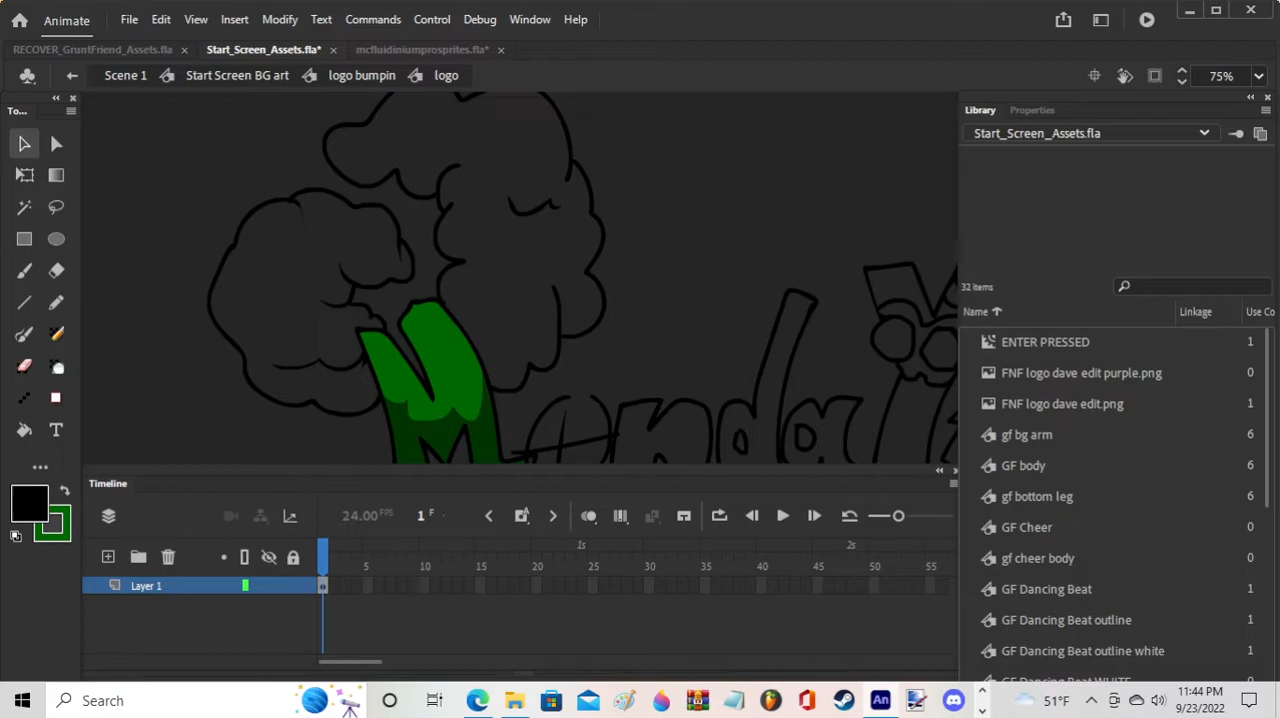 Animate File Edit View Insert Modify Text Commands Control Debug Window Help
RECOVER_GruntFriend_Assets.fla Start_Screen_Assets.fla* mcfluidiniumprosprites.fla*
Scene 1 Start Screen BG art logo bumpin logo 75%
To...
Library Properties
Start_Screen_Assets.fla
32 items
Name Linkage Use Co
ENTER PRESSED 1
FNF logo dave edit purple.png 0
FNF logo dave edit.png 1
gf bg arm 6
GF body 6
gf bottom leg 6
GF Cheer 0
gf cheer body 0
GF Dancing Beat 1
GF Dancing Beat outline 1
GF Dancing Beat outline white 1
GF Dancing Beat WHITE
Mondai
Timeline
24.00 FPS 1 F
1s 2s
5 10 15 20 25 30 35 40 45 50 55
Layer 1
Search
51°F
11:44 PM
9/23/2022